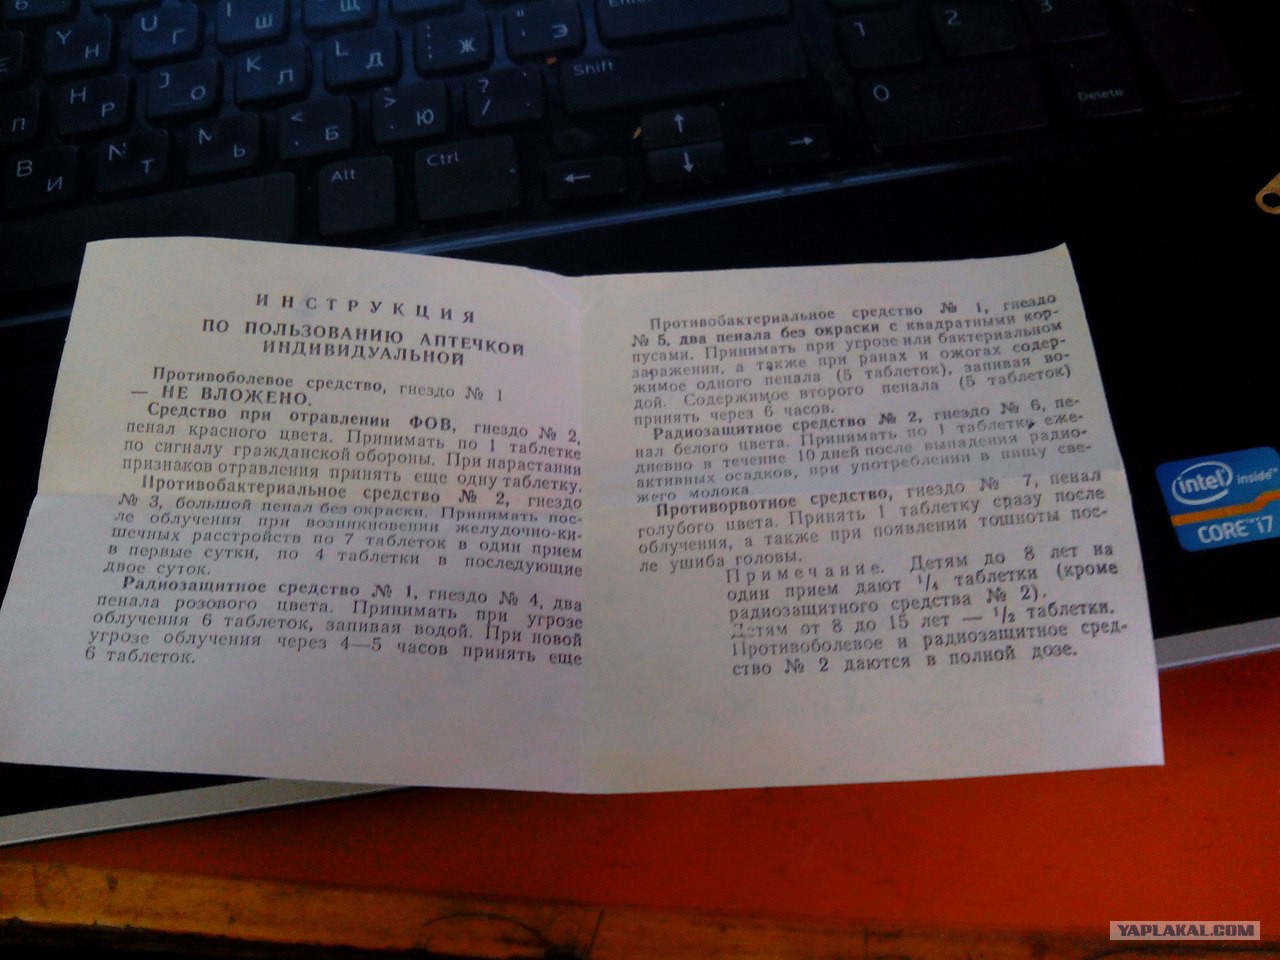 И Н С Т Р У К Ц И Я
ПО ПОЛЬЗОВАНИЮ АПТЕЧКОЙ
ИНДИВИДУАЛЬНОЙ
Противоболевое средство, гнездо № 1
— НЕ ВЛОЖЕНО.
Средство при отравлении ФОВ, гнездо № 2,
пенал красного цвета. Принимать по 1 таблетке
по сигналу гражданской обороны. При нарастании
признаков отравления принять еще одну таблетку.
Противобактериальное средство № 2, гнездо
№ 3, большой пенал без окраски. Принимать пос-
ле облучения при возникновении желудочно-ки-
шечных расстройств по 7 таблеток в один прием
в первые сутки, по 4 таблетки в последующие
двое суток.
Радиозащитное средство № 1, гнездо № 4, два
пенала розового цвета. Принимать при угрозе
облучения 6 таблеток, запивая водой. При новой
угрозе облучения через 4—5 часов принять еще
6 таблеток.
Противобактериальное средство № 1, гнездо
№ 5, два пенала без окраски с квадратными кор-
пусами. Принимать при угрозе или бактериальном
заражении, а также при ранах и ожогах содер-
жимое одного пенала (5 таблеток), запивая во-
дой. Содержимое второго пенала (5 таблеток)
принять через 6 часов.
Радиозащитное средство № 2, гнездо № 6, пе-
нал белого цвета. Принимать по 1 таблетке еже-
дневно в течение 10 дней после выпадения радио-
активных осадков, при употреблении в пищу све-
жего молока
Противорвотное средство, гнездо № 7, пенал
голубого цвета. Принять 1 таблетку сразу после
облучения, а также при появлении тошноты пос-
ле ушиба головы.
П р и м е ч а н и е. Детям до 8 лет на
один прием дают 1/4 таблетки (кроме
радиозащитного средства № 2).
Детям от 8 до 15 лет — 1/2 таблетки.
Противоболевое и радиозащитное сред-
ство № 2 даются в полной дозе.
Y Н U Г I Ш Щ
Н Р J О K Л L Д : ; Ж " ' Э Shift
П < , Б > . Ю ? / 
В И N Т M Ь Alt Ctrl ← ↑ ↓ →
1 2 3
0 Delete
intel inside™
CORE™ i7
YAPLAKAL.COM